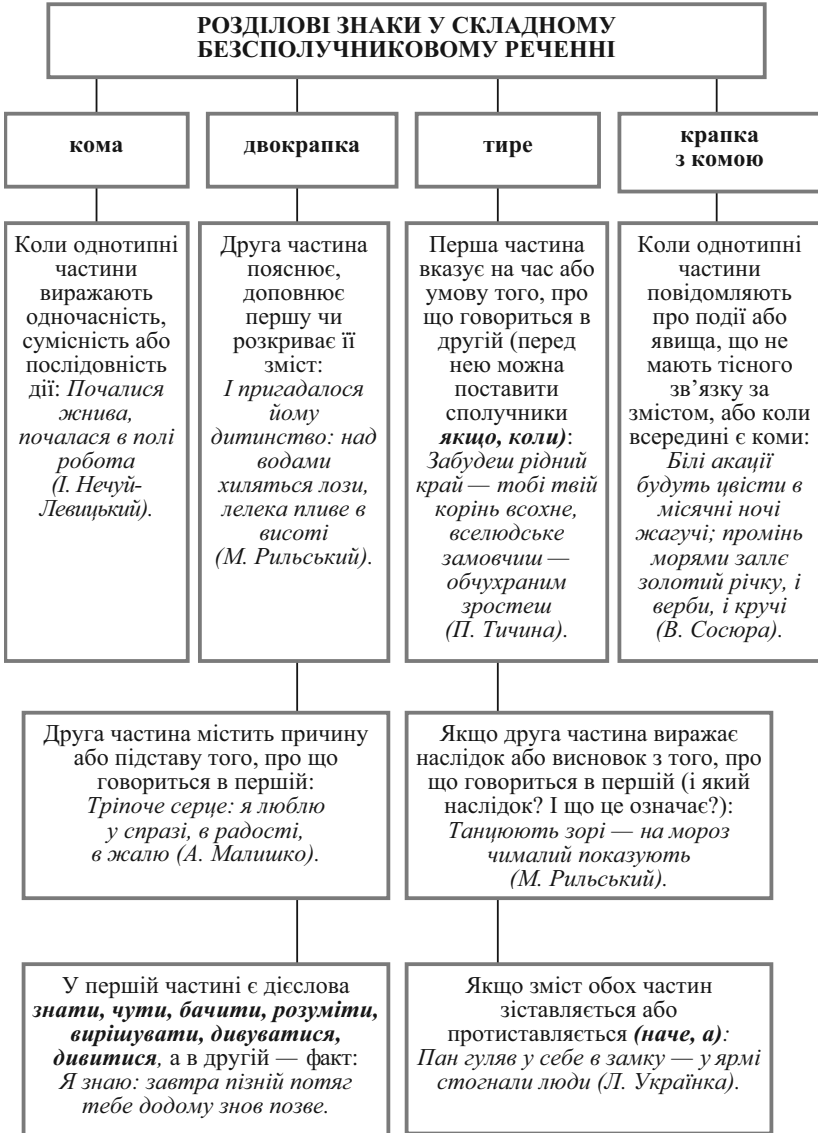 РОЗДІЛОВІ ЗНАКИ У СКЛАДНОМУ
БЕЗСПОЛУЧНИКОВОМУ РЕЧЕННІ
кома
Коли однотипні
частини
виражають
одночасність,
сумісність або
послідовність
дії: Почалися
жнива,
почалася в полі
робота
(І. Нечуй-
Левицький).
двокрапка
Друга частина
пояснює,
доповнює
першу чи
розкриває її
зміст:
І пригадалося
йому
дитинство: над
водами
хиляться лози,
лелека пливе в
висоті
(М. Рильський).
Друга частина містить причину
або підставу того, про що
говориться в першій:
Тріпоче серце: я люблю
у спразі, в радості,
в жалю (А. Малишко).
У першій частині є дієслова
знати, чути, бачити, розуміти,
вирішувати, дивуватися,
дивитися, а в другій — факт:
Я знаю: завтра пізній потяг
тебе додому знов позве.
тире
Перша частина
вказує на час або
умову того, про
що говориться в
другій (перед
нею можна
поставити
сполучники
якщо, коли):
Забудеш рідний
край — тобі твій
корінь всохне,
вселюдське
замовчиш —
обчухраним
зростеш
(П. Тичина).
Якщо друга частина виражає
наслідок або висновок з того, про
що говориться в першій (і який
наслідок? І що це означає?):
Танцюють зорі — на мороз
чималий показують
(М. Рильський).
Якщо зміст обох частин
зіставляється або
протиставляється (наче, а):
Пан гуляв у себе в замку — у ярмі
стогнали люди (Л. Українка).
крапка
з комою
Коли однотипні
частини
повідомляють
про події або
явища, що не
мають тісного
зв’язку за
змістом, або коли
всередині є коми:
Білі акації
будуть цвісти в
місячні ночі
жагучі; промінь
морями заллє
золотий річку, і
верби, і кручі
(В. Сосюра).